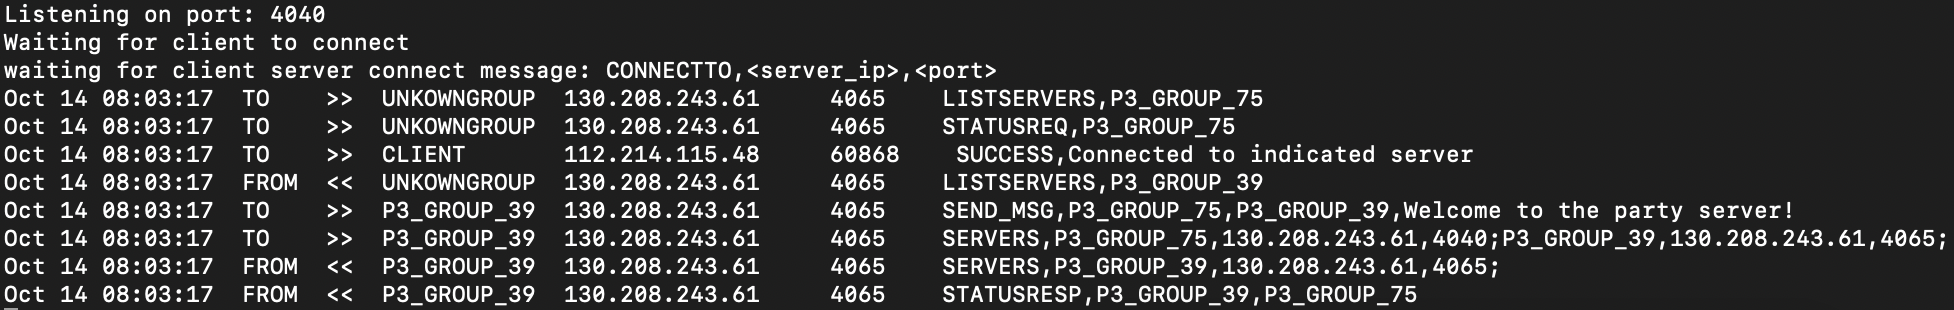 Listening on port: 4040
Waiting for client to connect
waiting for client server connect message: CONNECTTO,<server_ip>,<port>
Oct 14 08:03:17  TO    >>  UNKOWNGROUP  130.208.243.61     4065    LISTSERVERS,P3_GROUP_75
Oct 14 08:03:17  TO    >>  UNKOWNGROUP  130.208.243.61     4065    STATUSREQ,P3_GROUP_75
Oct 14 08:03:17  TO    >>  CLIENT       112.214.115.48     60868    SUCCESS,Connected to indicated server
Oct 14 08:03:17  FROM  <<  UNKOWNGROUP  130.208.243.61     4065    LISTSERVERS,P3_GROUP_39
Oct 14 08:03:17  TO    >>  P3_GROUP_39  130.208.243.61     4065    SEND_MSG,P3_GROUP_75,P3_GROUP_39,Welcome to the party server!
Oct 14 08:03:17  TO    >>  P3_GROUP_39  130.208.243.61     4065    SERVERS,P3_GROUP_75,130.208.243.61,4040;P3_GROUP_39,130.208.243.61,4065;
Oct 14 08:03:17  FROM  <<  P3_GROUP_39  130.208.243.61     4065    SERVERS,P3_GROUP_39,130.208.243.61,4065;
Oct 14 08:03:17  FROM  <<  P3_GROUP_39  130.208.243.61     4065    STATUSRESP,P3_GROUP_39,P3_GROUP_75